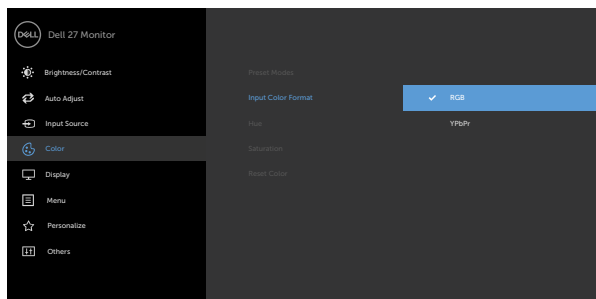 DELL Dell 27 Monitor
Brightness/Contrast
Auto Adjust
Input Source
Color
Display
Menu
Personalize
Others
Preset Modes
Input Color Format
Hue
Saturation
Reset Color
RGB
YPbPr